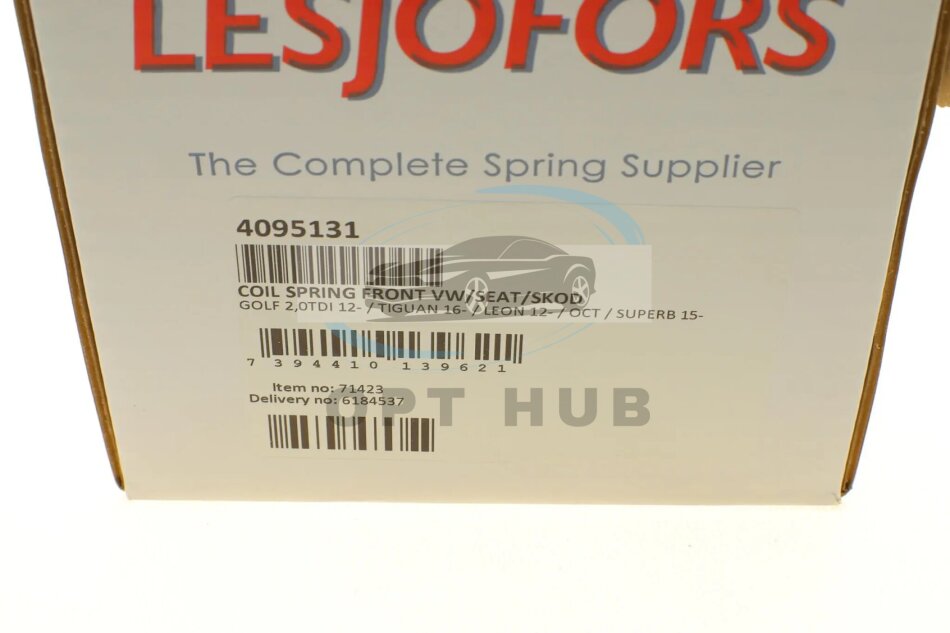 LESJOFORS
The Complete Spring Supplier
4095131
COIL SPRING FRONT VW/SEAT/SKOD
GOLF 2,0TDI 12- / TIGUAN 16- / LEON 12- / OCT / SUPERB 15-
7 394410 139621
Item no: 71423
Delivery no: 6184537
OPT HUB